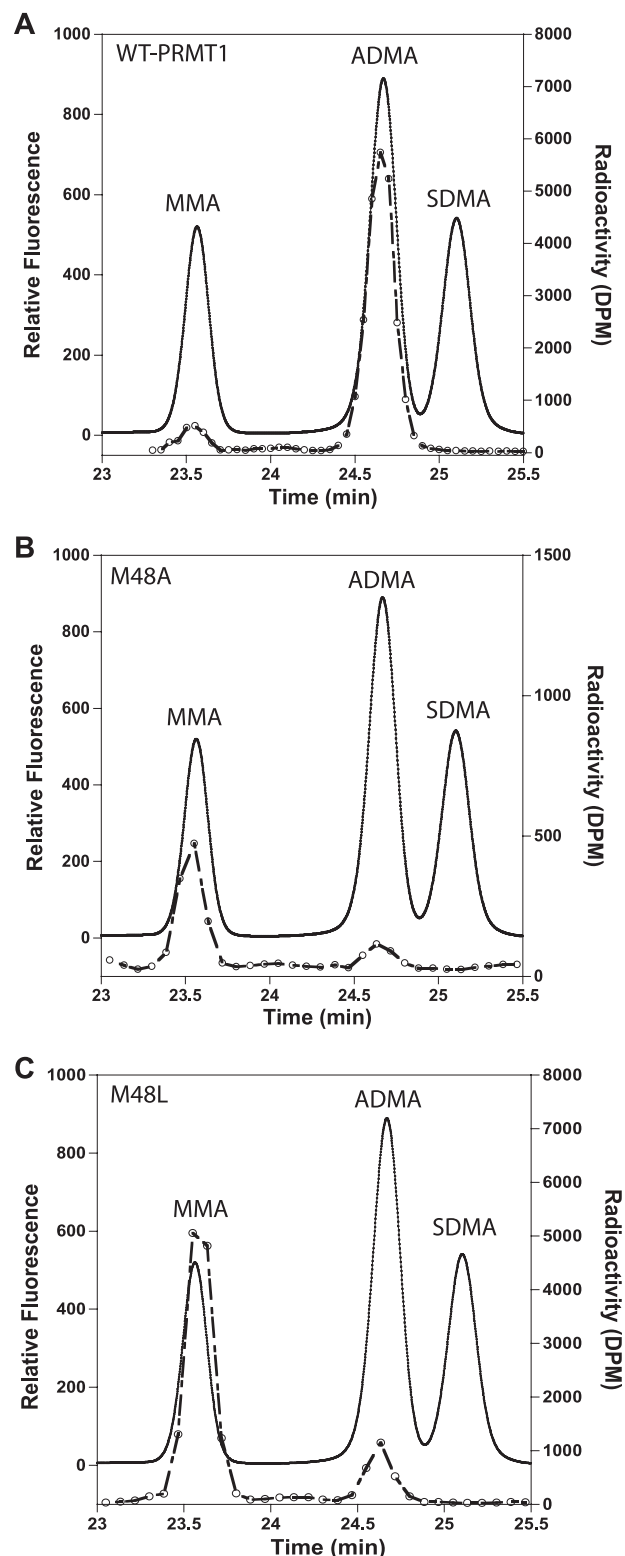 A
WT-PRMT1
MMA
ADMA
SDMA
Relative Fluorescence
1000
800
600
400
200
0
Radioactivity (DPM)
8000
7000
6000
5000
4000
3000
2000
1000
0
23
23.5
24
24.5
25
25.5
Time (min)
B
M48A
MMA
ADMA
SDMA
Relative Fluorescence
1000
800
600
400
200
0
Radioactivity (DPM)
1500
1000
500
0
23
23.5
24
24.5
25
25.5
Time (min)
C
M48L
MMA
ADMA
SDMA
Relative Fluorescence
1000
800
600
400
200
0
Radioactivity (DPM)
8000
7000
6000
5000
4000
3000
2000
1000
0
23
23.5
24
24.5
25
25.5
Time (min)